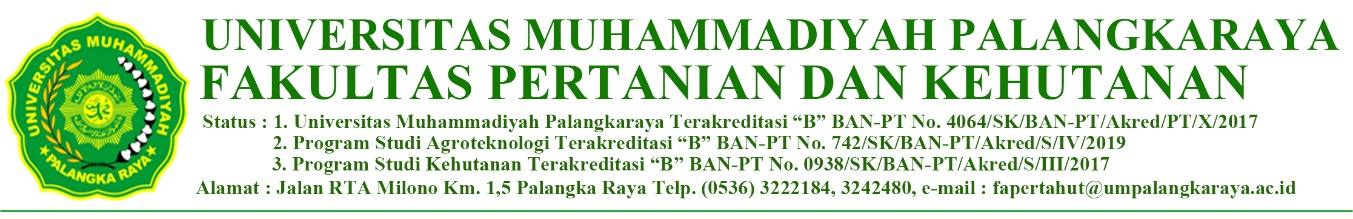 UNIVERSITAS MUHAMMADIYAH
PALANGKA RAYA
UNIVERSITAS MUHAMMADIYAH PALANGKARAYA
FAKULTAS PERTANIAN DAN KEHUTANAN
Status : 1. Universitas Muhammadiyah Palangkaraya Terakreditasi “B” BAN-PT No. 4064/SK/BAN-PT/Akred/PT/X/2017
2. Program Studi Agroteknologi Terakreditasi “B” BAN-PT No. 742/SK/BAN-PT/Akred/S/IV/2019
3. Program Studi Kehutanan Terakreditasi “B” BAN-PT No. 0938/SK/BAN-PT/Akred/S/III/2017
Alamat : Jalan RTA Milono Km. 1,5 Palangka Raya Telp. (0536) 3222184, 3242480, e-mail : fapertahut@umpalangkaraya.ac.id